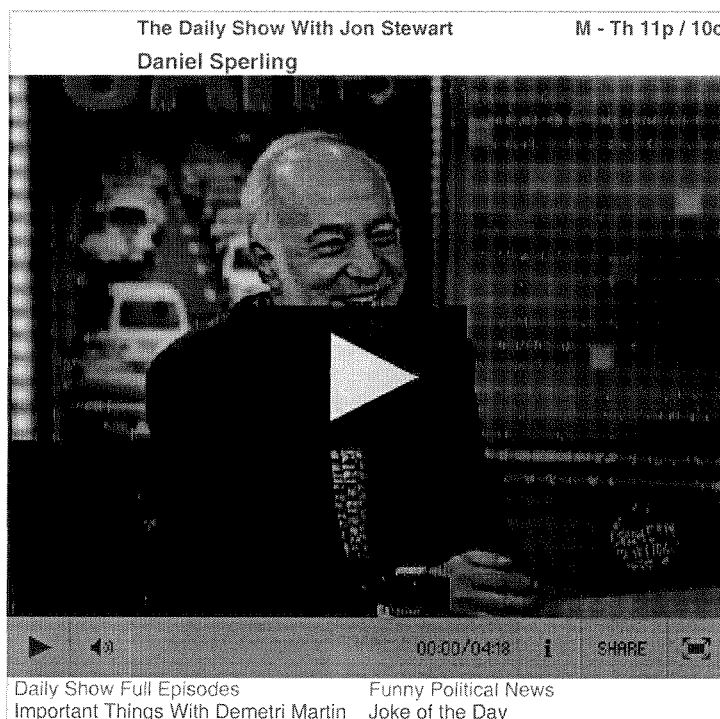 The Daily Show With Jon Stewart M - Th 11p / 10c
Daniel Sperling
00:00/04:18 i SHARE
Daily Show Full Episodes Funny Political News
Important Things With Demetri Martin Joke of the Day